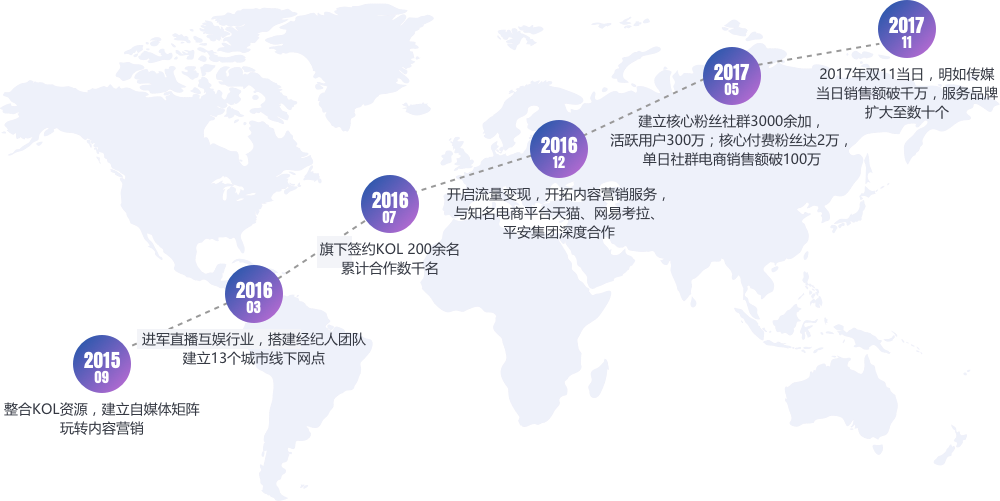 2015
09
整合KOL资源，建立自媒体矩阵
玩转内容营销
2016
03
进军直播互娱行业，搭建经纪人团队
建立13个城市线下网点
2016
07
旗下签约KOL 200余名
累计合作数千名
2016
12
开启流量变现，开拓内容营销服务，
与知名电商平台天猫、网易考拉、
平安集团深度合作
2017
05
建立核心粉丝社群3000余加，
活跃用户300万；核心付费粉丝达2万，
单日社群电商销售额破100万
2017
11
2017年双11当日，明如传媒
当日销售额破千万，服务品牌
扩大至数十个